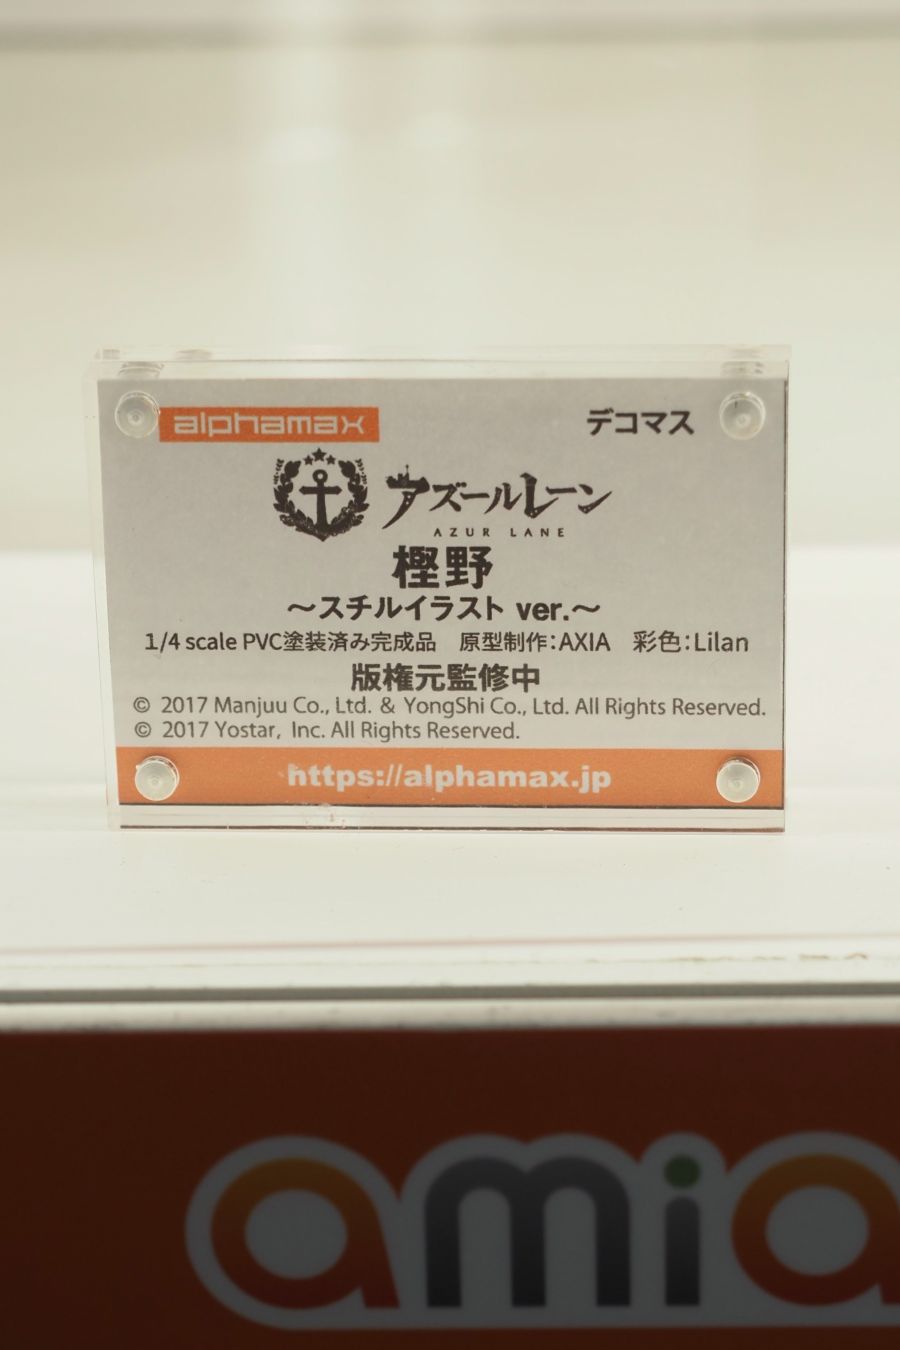 alphamax デコマス
アズールレーン
AZUR LANE
樫野
～スチルイラスト ver.～
1/4 scale PVC塗装済み完成品 原型制作：AXIA 彩色：Lilan
版権元監修中
© 2017 Manjuu Co., Ltd. & YongShi Co., Ltd. All Rights Reserved.
© 2017 Yostar, Inc. All Rights Reserved.
https://alphamax.jp
amia